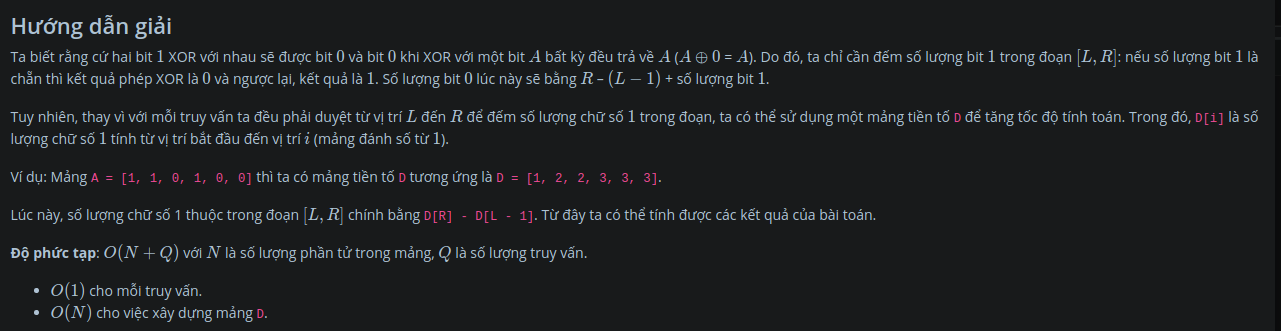 Hướng dẫn giải
Ta biết rằng cứ hai bit 1 XOR với nhau sẽ được bit 0 và bit 0 khi XOR với một bit A bất kỳ đều trả về A (A ⊕ 0 = A). Do đó, ta chỉ cần đếm số lượng bit 1 trong đoạn [L, R]: nếu số lượng bit 1 là
chẵn thì kết quả phép XOR là 0 và ngược lại, kết quả là 1. Số lượng bit 0 lúc này sẽ bằng R – (L − 1) + số lượng bit 1.
Tuy nhiên, thay vì với mỗi truy vấn ta đều phải duyệt từ vị trí L đến R để đếm số lượng chữ số 1 trong đoạn, ta có thể sử dụng một mảng tiền tố D để tăng tốc độ tính toán. Trong đó, D[i] là số
lượng chữ số 1 tính từ vị trí bắt đầu đến vị trí i (mảng đánh số từ 1).
Ví dụ: Mảng A = [1, 1, 0, 1, 0, 0] thì ta có mảng tiền tố D tương ứng là D = [1, 2, 2, 3, 3, 3].
Lúc này, số lượng chữ số 1 thuộc trong đoạn [L, R] chính bằng D[R] - D[L - 1]. Từ đây ta có thể tính được các kết quả của bài toán.
Độ phức tạp: O(N + Q) với N là số lượng phần tử trong mảng, Q là số lượng truy vấn.
• O(1) cho mỗi truy vấn.
• O(N) cho việc xây dựng mảng D.